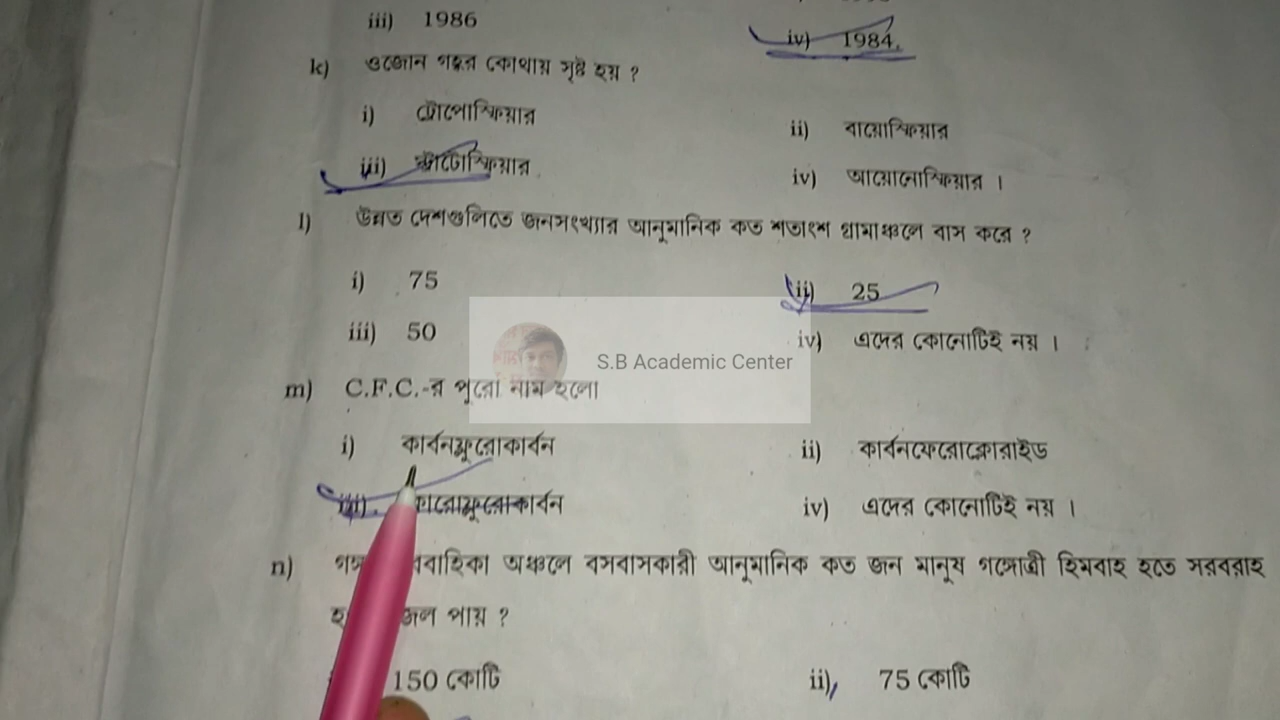 iii) 1986
iv) 1984.
k) ওজোন গহ্বর কোথায় সৃষ্ট হয় ?
i) ট্রোপোস্ফিয়ার
ii) বায়োস্ফিয়ার
iii) স্ট্রাটোস্ফিয়ার
iv) আয়োনোস্ফিয়ার ।
l) উন্নত দেশগুলিতে জনসংখ্যার আনুমানিক কত শতাংশ গ্রামাঞ্চলে বাস করে ?
i) 75
ii) 25
iii) 50
iv) এদের কোনোটিই নয় ।
S.B Academic Center
m) C.F.C.-র পুরো নাম হলো
i) কার্বনফ্লুরোকার্বন
ii) কার্বনফেরোক্লোরাইড
iii) ক্লোরোফ্লুরোকার্বন
iv) এদের কোনোটিই নয় ।
n) অঞ্চলে বসবাসকারী আনুমানিক কত জন মানুষ গঙ্গোত্রী হিমবাহ হতে সরবরাহ
জল পায় ?
150 কোটি
ii) 75 কোটি